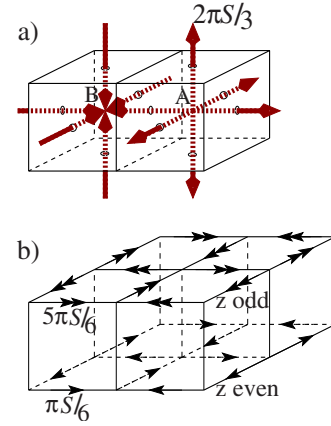 a)
2πS/3
B
A
b)
z odd
5πS/6
z even
πS/6